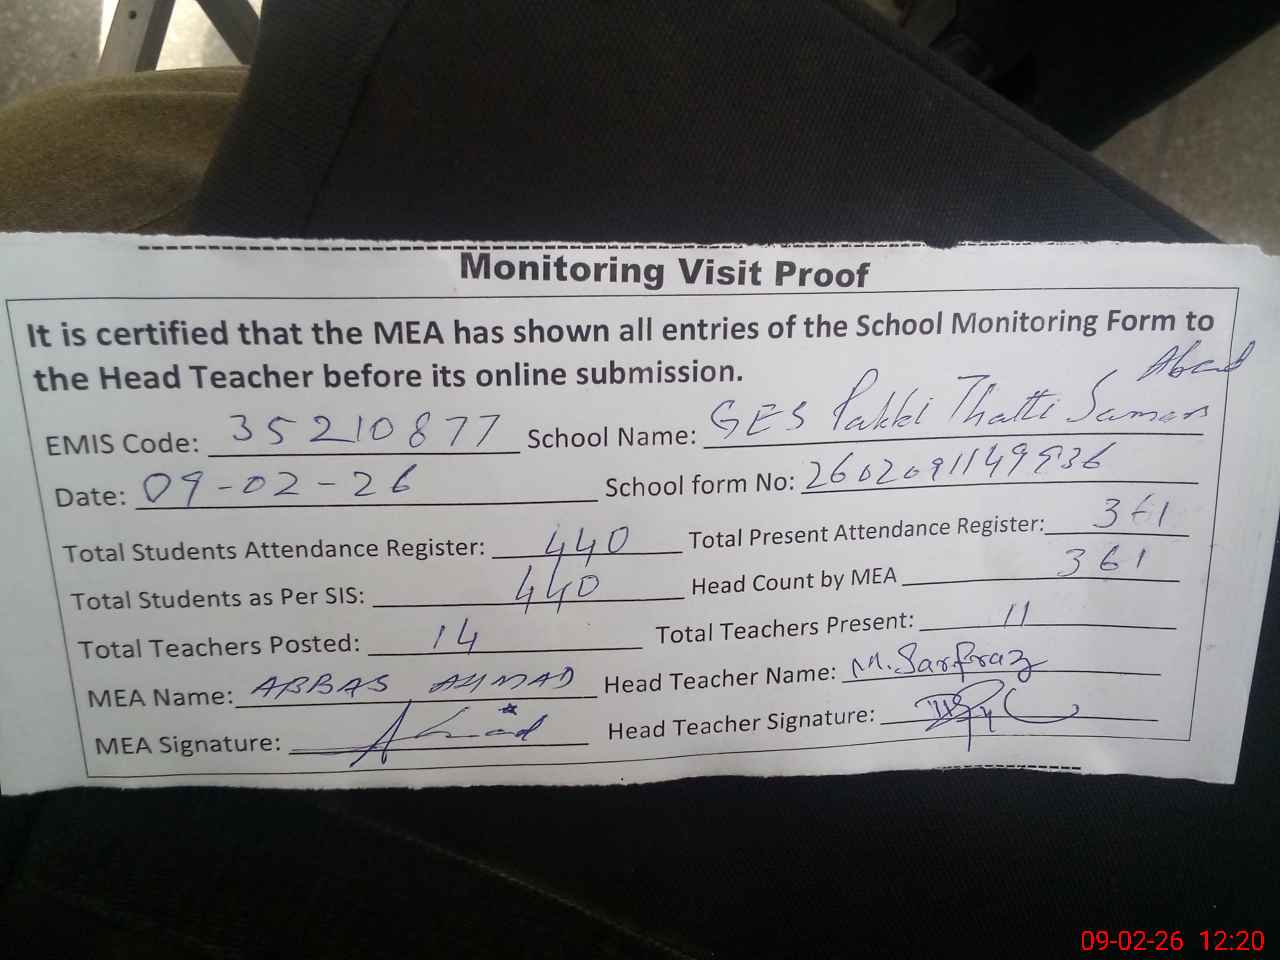 Monitoring Visit Proof
It is certified that the MEA has shown all entries of the School Monitoring Form to
the Head Teacher before its online submission.
EMIS Code: 35210877 School Name: GES Pakki Thatti Saman Abad
Date: 09-02-26 School form No: 2602091149936
Total Students Attendance Register: 440 Total Present Attendance Register: 361
Total Students as Per SIS: 440 Head Count by MEA 361
Total Teachers Posted: 14 Total Teachers Present: 11
MEA Name: ABBAS AHMAD Head Teacher Name: M. Sarfraz
MEA Signature: Head Teacher Signature:
09-02-26 12:20